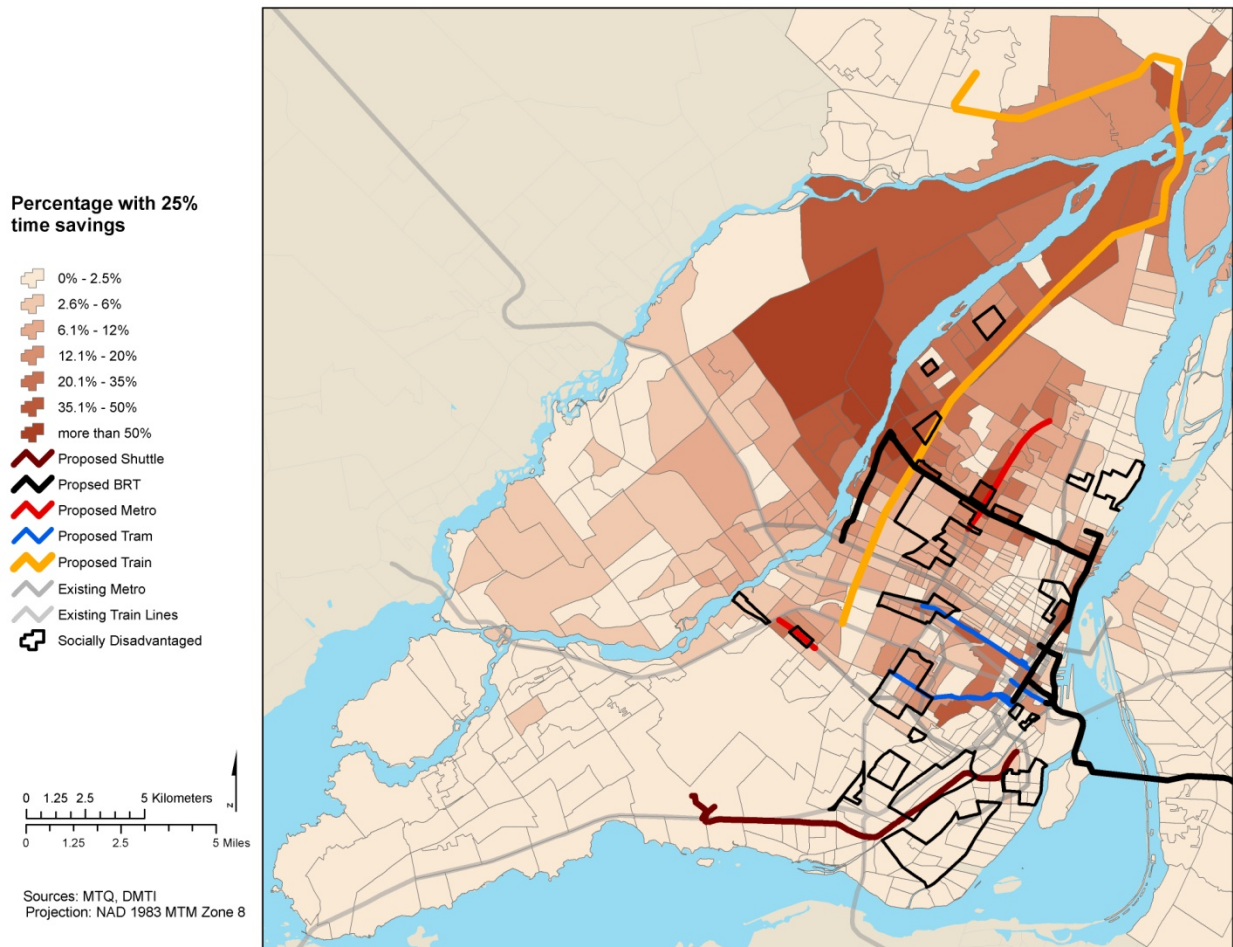 Percentage with 25%
time savings
0% - 2.5%
2.6% - 6%
6.1% - 12%
12.1% - 20%
20.1% - 35%
35.1% - 50%
more than 50%
Proposed Shuttle
Propsed BRT
Proposed Metro
Proposed Tram
Proposed Train
Existing Metro
Existing Train Lines
Socially Disadvantaged
N
0 1.25 2.5 5 Kilometers
0 1.25 2.5 5 Miles
Sources: MTQ, DMTI
Projection: NAD 1983 MTM Zone 8